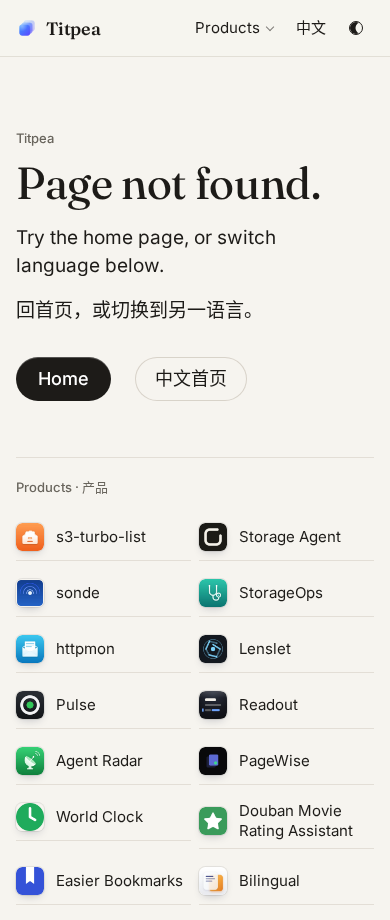 Titpea
Products
中文
Titpea
Page not found.
Try the home page, or switch
language below.
回首页，或切换到另一语言。
Home
中文首页
Products · 产品
s3-turbo-list
Storage Agent
sonde
StorageOps
httpmon
Lenslet
Pulse
Readout
Agent Radar
PageWise
World Clock
Douban Movie
Rating Assistant
Easier Bookmarks
Bilingual